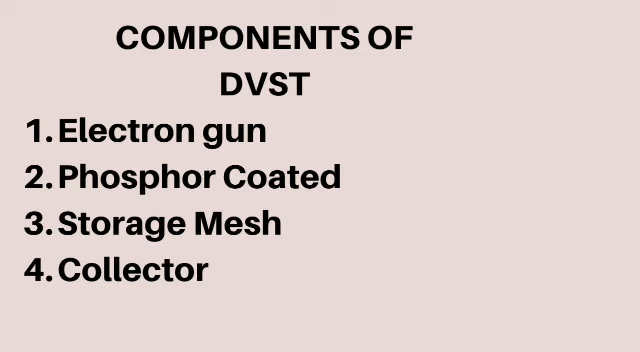 COMPONENTS OF
DVST
1. Electron gun
2. Phosphor Coated
3. Storage Mesh
4. Collector